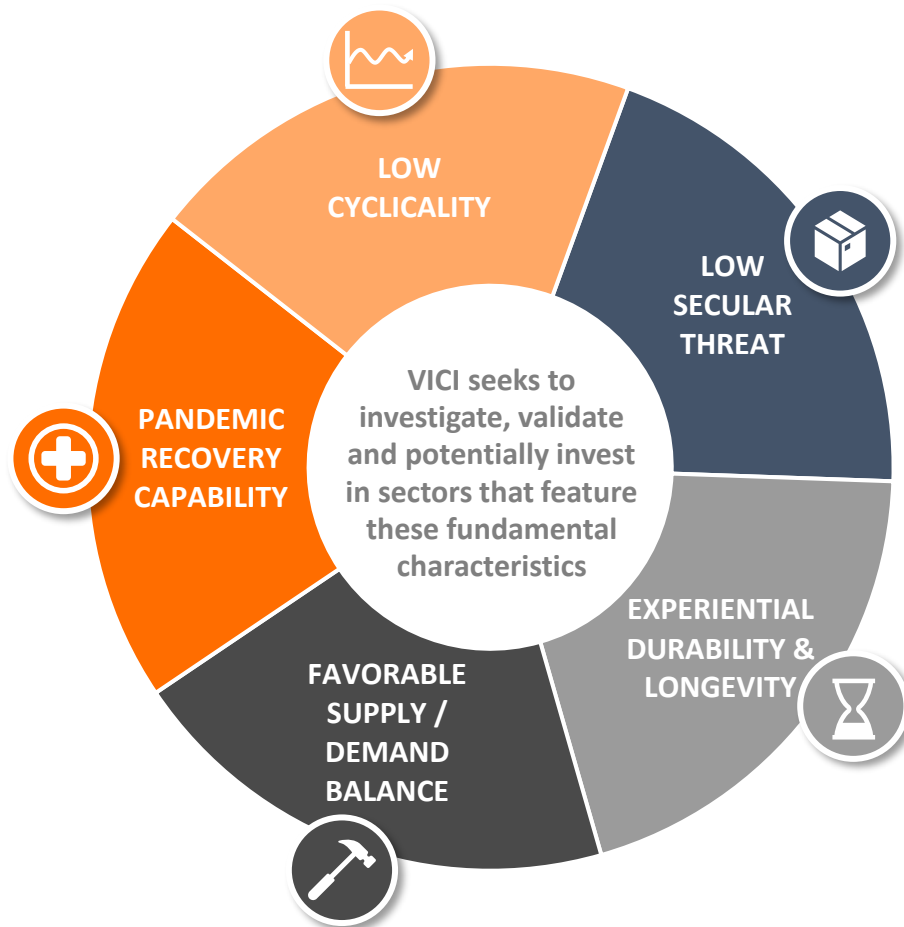 LOW
CYCLICALITY
LOW
SECULAR
THREAT
PANDEMIC
RECOVERY
CAPABILITY
VICI seeks to
investigate, validate
and potentially invest
in sectors that feature
these fundamental
characteristics
EXPERIENTIAL
DURABILITY &
LONGEVITY
FAVORABLE
SUPPLY /
DEMAND
BALANCE